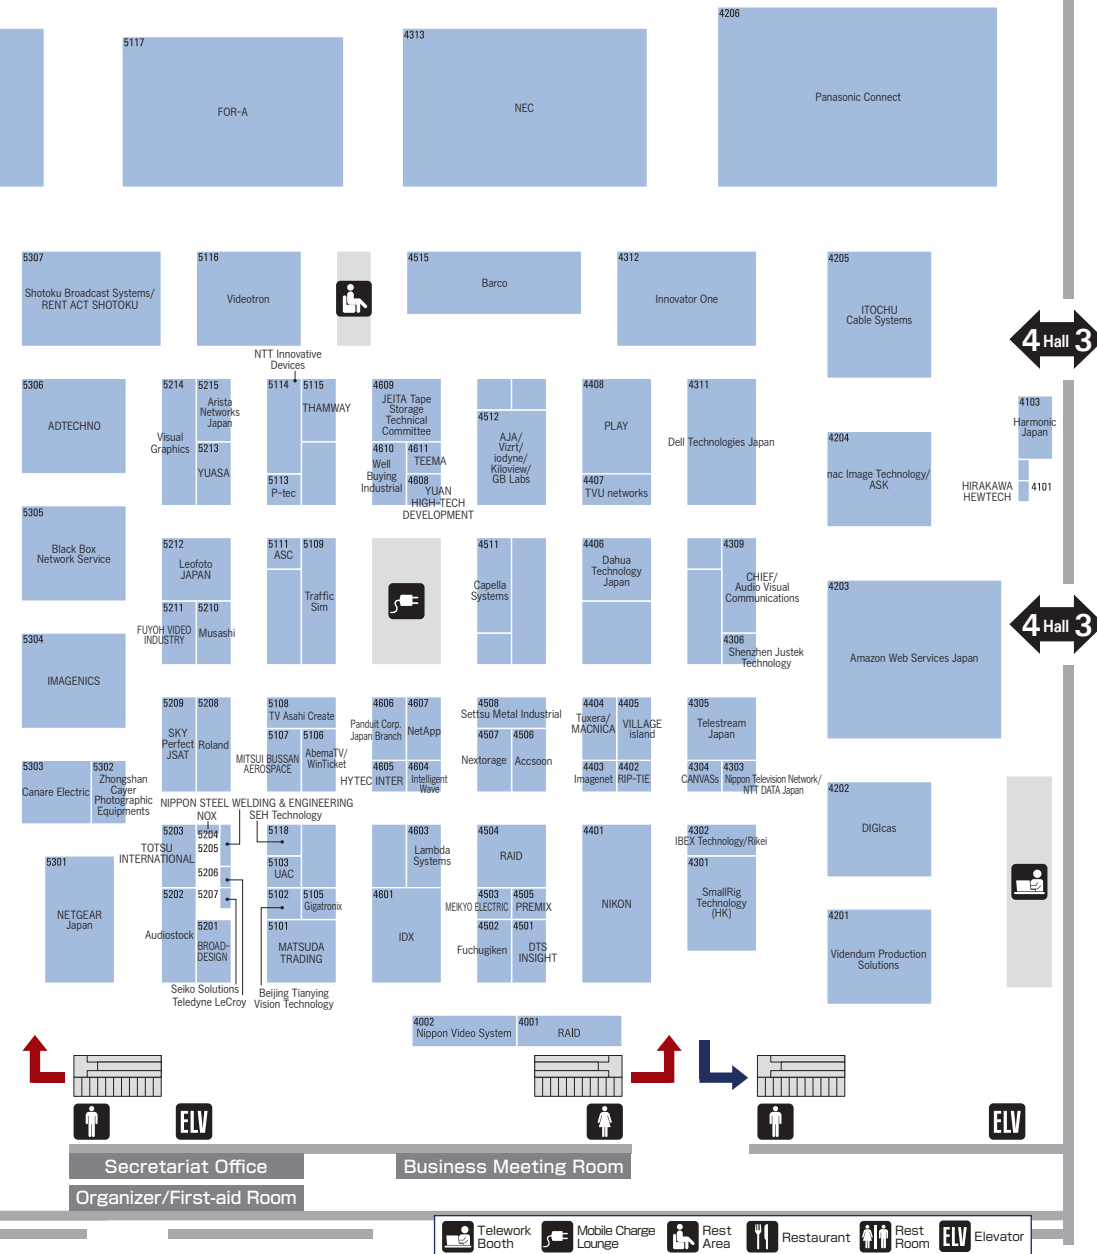 5117
FOR-A
4313
NEC
4206
Panasonic Connect
5307
Shotoku Broadcast Systems/
RENT ACT SHOTOKU
5116
Videotron
4515
Barco
4312
Innovator One
4205
ITOCHU
Cable Systems
4 Hall 3
NTT Innovative
Devices
5306
ADTECHNO
5214
Visual
Graphics
5215
Arista
Networks
Japan
5213
YUASA
5114
5115
THAMWAY
5113
P-tec
4609
JEITA Tape
Storage
Technical
Committee
4610
Well
Buying
Industrial
4611
TEEMA
4608
YUAN
HIGH-TECH
DEVELOPMENT
4512
AJA/
Vizrt/
iodyne/
Kiloview/
GB Labs
4408
PLAY
4407
TVU networks
4311
Dell Technologies Japan
4204
nac Image Technology/
ASK
4103
Harmonic
Japan
HIRAKAWA
HEWTECH
4101
5305
Black Box
Network Service
5212
Leofoto
JAPAN
5211
FUYOH VIDEO
INDUSTRY
5210
Musashi
5111
ASC
5109
Traffic
Sim
4511
Capella
Systems
4406
Dahua
Technology
Japan
4309
CHIEF/
Audio Visual
Communications
4306
Shenzhen Justek
Technology
4203
Amazon Web Services Japan
4 Hall 3
5304
IMAGENICS
5209
SKY
Perfect
JSAT
5208
Roland
5108
TV Asahi Create
5107
MITSUI BUSSAN
AEROSPACE
5106
AbemaTV/
WinTicket
4606
Panduit Corp.
Japan Branch
4607
NetApp
4605
HYTEC INTER
4604
Intelligent
Wave
4508
Settsu Metal Industrial
4507
Nextorage
4506
Accsoon
4404
Tuxera/
MACNICA
4405
VILLAGE
island
4403
Imagenet
4402
RIP-TIE
4305
Telestream
Japan
4304
CANVASs
4303
Nippon Television Network/
NTT DATA Japan
5303
Canare Electric
5302
Zhongshan
Cayer
Photographic
Equipments
4202
DIGIcas
NIPPON STEEL WELDING & ENGINEERING
SEH Technology
NOX
5203
TOTSU
INTERNATIONAL
5204
5205
5206
5207
5118
5103
UAC
5102
5105
Gigatronix
5101
MATSUDA
TRADING
5301
NETGEAR
Japan
5202
Audiostock
5201
BROAD-
DESIGN
Seiko Solutions
Teledyne LeCroy
Beijing Tianying
Vision Technology
4603
Lambda
Systems
4601
IDX
4504
RAID
4503
MEIKYO ELECTRIC
4505
PREMIX
4502
Fuchugiken
4501
DTS
INSIGHT
4401
NIKON
4302
IBEX Technology/Rikei
4301
SmallRig
Technology
(HK)
4201
Videndum Production
Solutions
4002
Nippon Video System
4001
RAID
ELV
ELV
Secretariat Office
Business Meeting Room
Organizer/First-aid Room
Telework
Booth
Mobile Charge
Lounge
Rest
Area
Restaurant
Rest
Room
ELV
Elevator